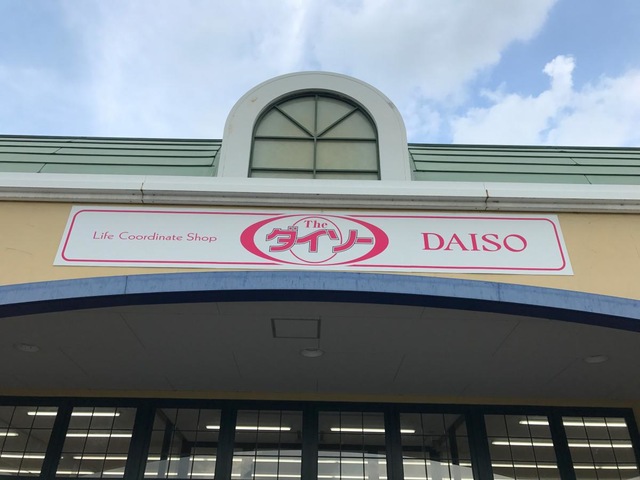 Life Coordinate Shop
The
ダイソー
DAISO